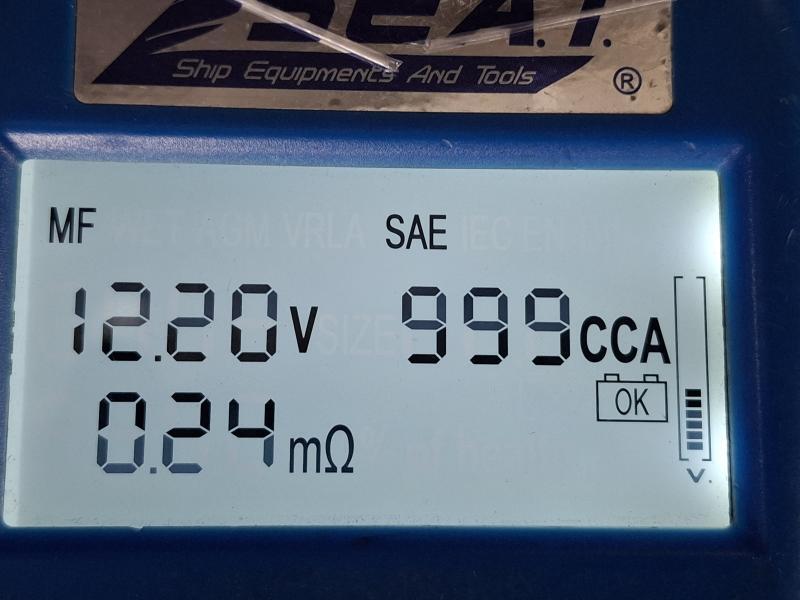 S.E.A.T.
Ship Equipments And Tools
®
MF SAE
12.20V 999CCA
OK
0.24mΩ
V.